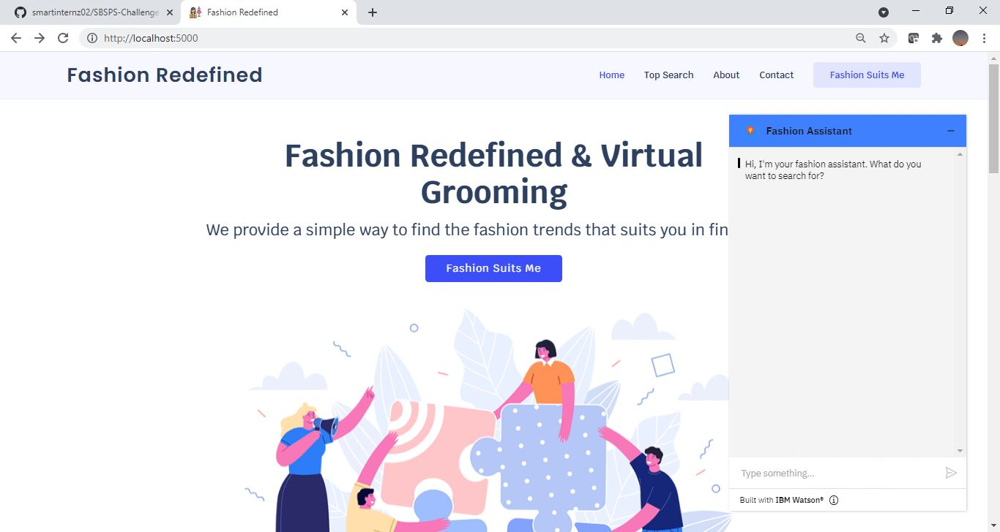 smartinternz02/SBSPS-Challenge
Fashion Redefined
http://localhost:5000
Fashion Redefined
Home
Top Search
About
Contact
Fashion Suits Me
Fashion Redefined & Virtual
Grooming
We provide a simple way to find the fashion trends that suits you in fin
Fashion Suits Me
Fashion Assistant
Hi, I'm your fashion assistant. What do you
want to search for?
Type something...
Built with IBM Watson®